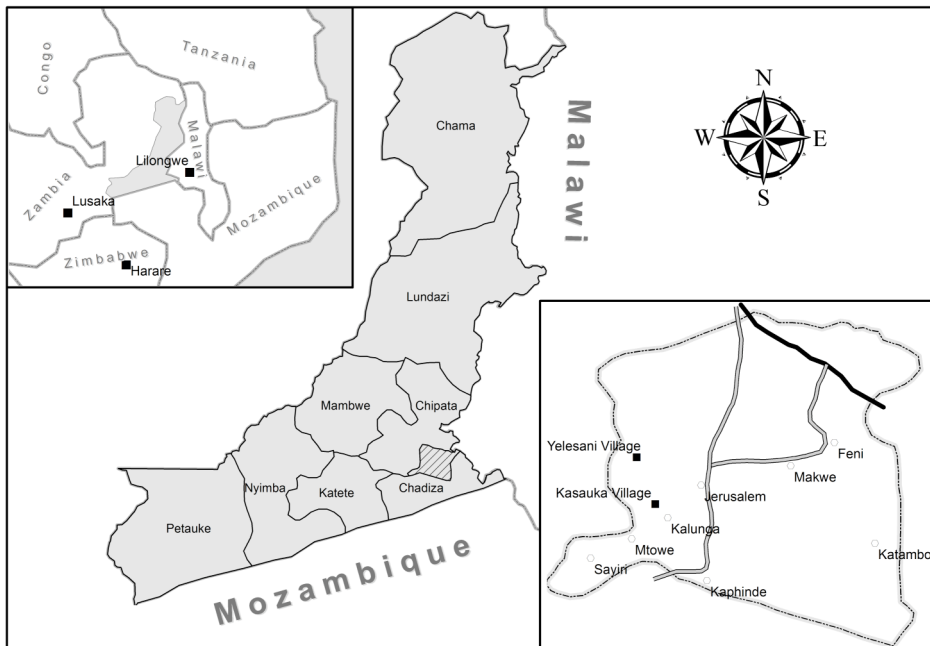 Congo
Tanzania
Malawi
Lilongwe
Zambia
Lusaka
Mozambique
Zimbabwe
Harare
Chama
Malawi
N
W
E
S
Lundazi
Mambwe
Chipata
Nyimba
Katete
Chadiza
Petauke
Mozambique
Yelesani Village
Feni
Makwe
Kasauka Village
Jerusalem
Kalunga
Mtowe
Katambo
Sayiri
Kaphinde